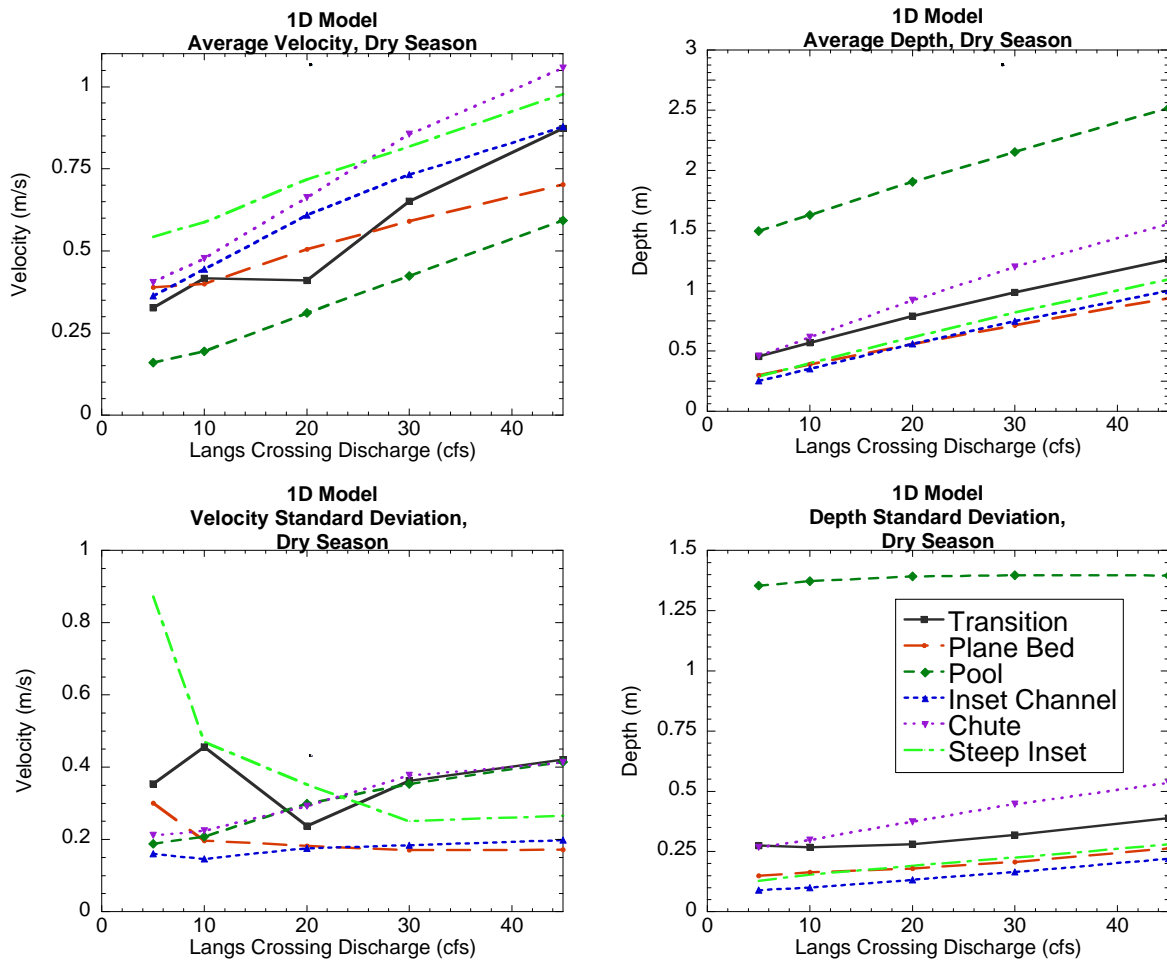 1D Model
Average Velocity, Dry Season
1
0.75
0.5
0.25
0
Velocity (m/s)
0 10 20 30 40
Langs Crossing Discharge (cfs)
1D Model
Average Depth, Dry Season
3
2.5
2
1.5
1
0.5
0
Depth (m)
0 10 20 30 40
Langs Crossing Discharge (cfs)
1D Model
Velocity Standard Deviation,
Dry Season
1
0.8
0.6
0.4
0.2
0
Velocity (m/s)
0 10 20 30 40
Langs Crossing Discharge (cfs)
1D Model
Depth Standard Deviation,
Dry Season
1.5
1.25
1
0.75
0.5
0.25
0
Depth (m)
Transition
Plane Bed
Pool
Inset Channel
Chute
Steep Inset
0 10 20 30 40
Langs Crossing Discharge (cfs)